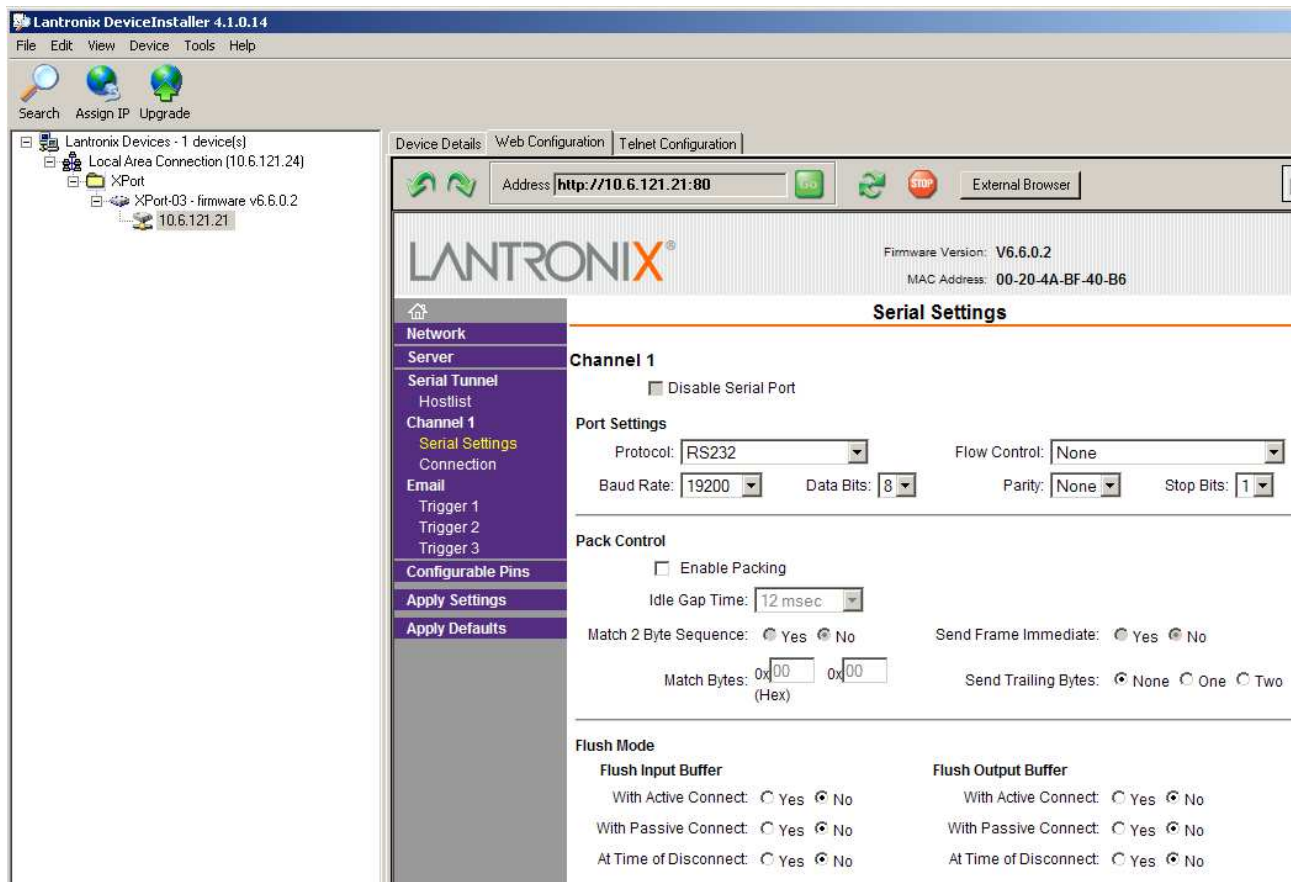 Lantronix DeviceInstaller 4.1.0.14
File Edit View Device Tools Help
Search Assign IP Upgrade
Lantronix Devices - 1 device(s)
Local Area Connection (10.6.121.24)
XPort
XPort-03 - firmware v6.6.0.2
10.6.121.21
Device Details Web Configuration Telnet Configuration
Address http://10.6.121.21:80 Go STOP External Browser
LANTRONIX®
Firmware Version: V6.6.0.2
MAC Address: 00-20-4A-BF-40-B6
Network
Server
Serial Tunnel
Hostlist
Channel 1
Serial Settings
Connection
Email
Trigger 1
Trigger 2
Trigger 3
Configurable Pins
Apply Settings
Apply Defaults
Serial Settings
Channel 1
Disable Serial Port
Port Settings
Protocol: RS232 Flow Control: None
Baud Rate: 19200 Data Bits: 8 Parity: None Stop Bits: 1
Pack Control
Enable Packing
Idle Gap Time: 12 msec
Match 2 Byte Sequence: Yes No Send Frame Immediate: Yes No
Match Bytes: 0x00 0x00 Send Trailing Bytes: None One Two
(Hex)
Flush Mode
Flush Input Buffer Flush Output Buffer
With Active Connect: Yes No With Active Connect: Yes No
With Passive Connect: Yes No With Passive Connect: Yes No
At Time of Disconnect: Yes No At Time of Disconnect: Yes No